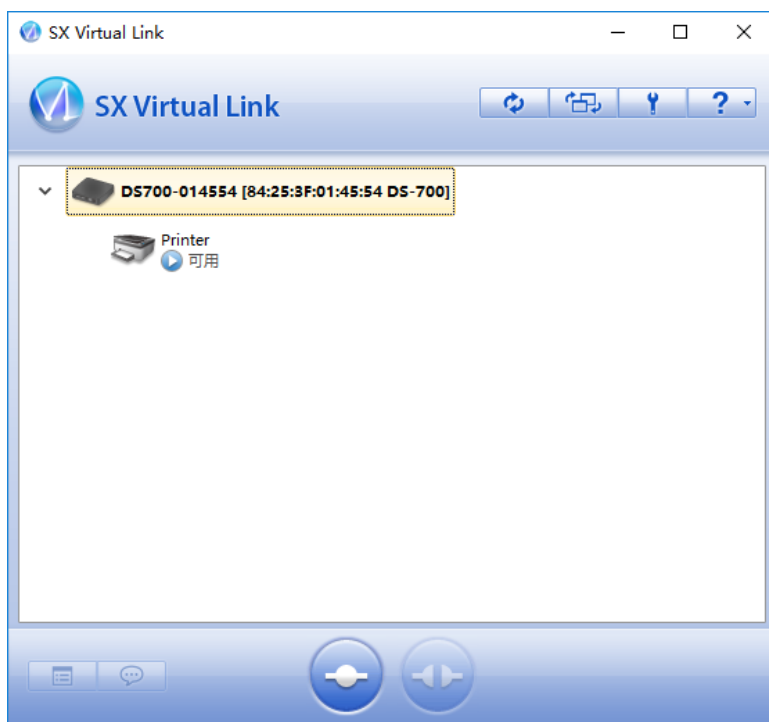 SX Virtual Link
SX Virtual Link
?
DS700-014554 [84:25:3F:01:45:54 DS-700]
Printer
可用